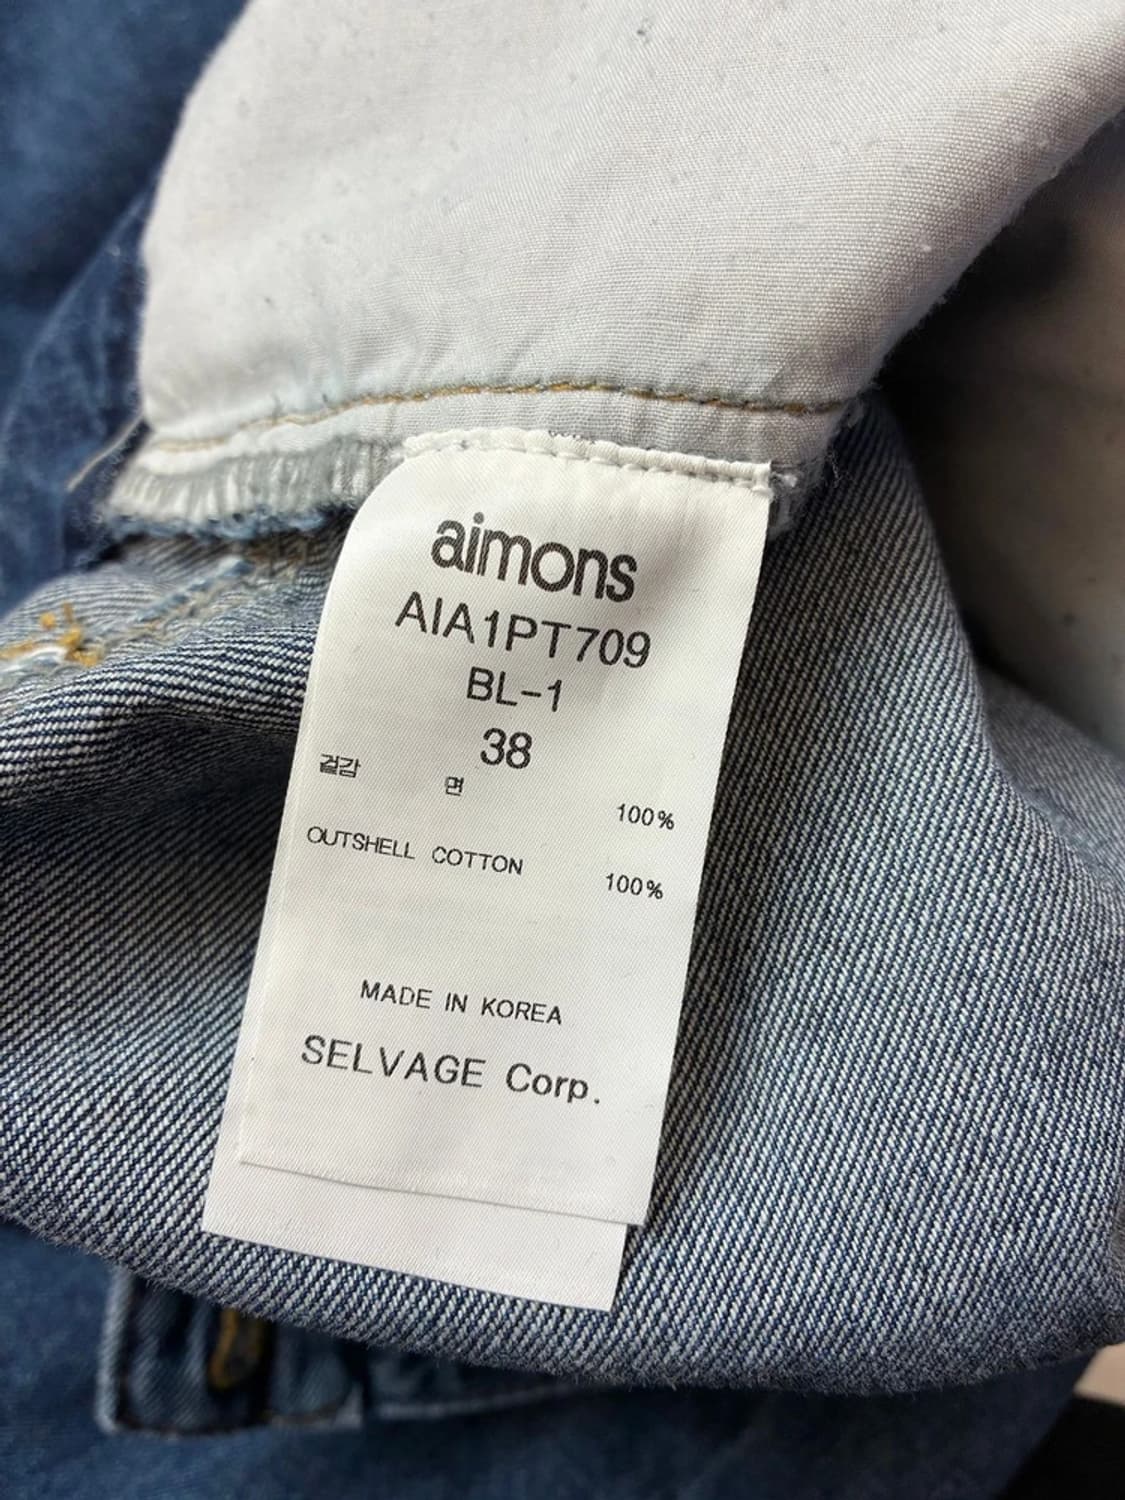 aimons
AIA1PT709
BL-1
38
겉감 면 100%
OUTSHELL COTTON 100%
MADE IN KOREA
SELVAGE Corp.